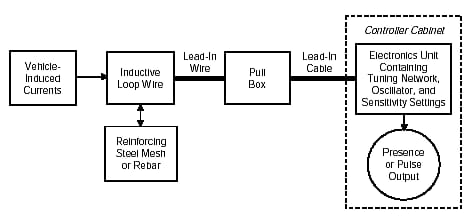 Controller Cabinet
Vehicle-
Induced
Currents
Inductive
Loop Wire
Lead-In
Wire
Pull
Box
Lead-In
Cable
Electronics Unit
Containing
Tuning Network,
Oscillator, and
Sensitivity Settings
Reinforcing
Steel Mesh
or Rebar
Presence
or Pulse
Output